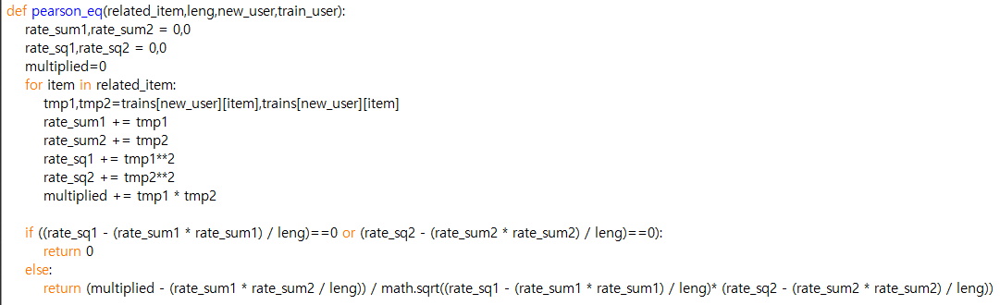 def pearson_eq(related_item,leng,new_user,train_user):
rate_sum1,rate_sum2 = 0,0
rate_sq1,rate_sq2 = 0,0
multiplied=0
for item in related_item:
tmp1,tmp2=trains[new_user][item],trains[new_user][item]
rate_sum1 += tmp1
rate_sum2 += tmp2
rate_sq1 += tmp1**2
rate_sq2 += tmp2**2
multiplied += tmp1 * tmp2
if ((rate_sq1 - (rate_sum1 * rate_sum1) / leng)==0 or (rate_sq2 - (rate_sum2 * rate_sum2) / leng)==0):
return 0
else:
return (multiplied - (rate_sum1 * rate_sum2 / leng)) / math.sqrt((rate_sq1 - (rate_sum1 * rate_sum1) / leng)* (rate_sq2 - (rate_sum2 * rate_sum2) / leng))